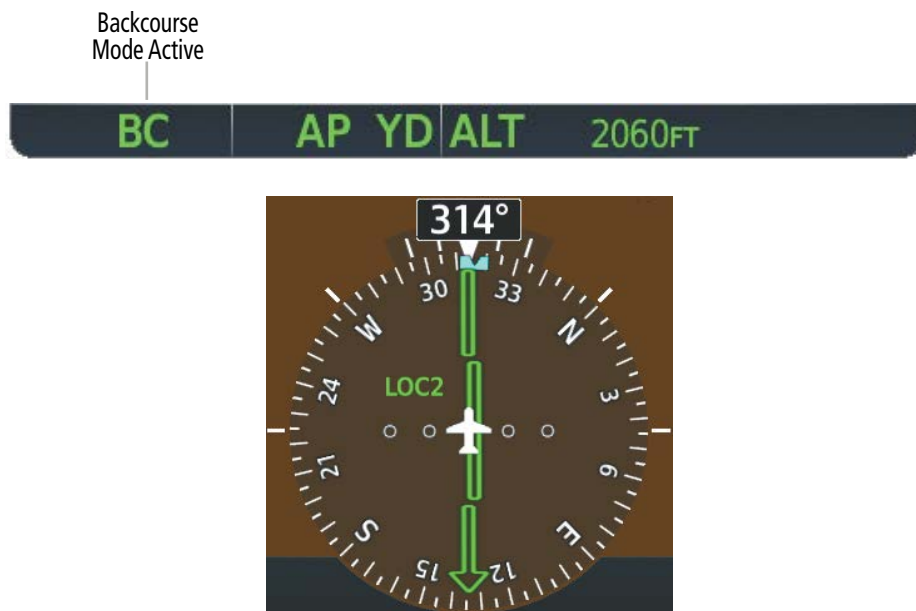 Backcourse
Mode Active
BC AP YD ALT 2060FT
314°
30 33
W N
24 LOC2 3
21 6
S E
15 12